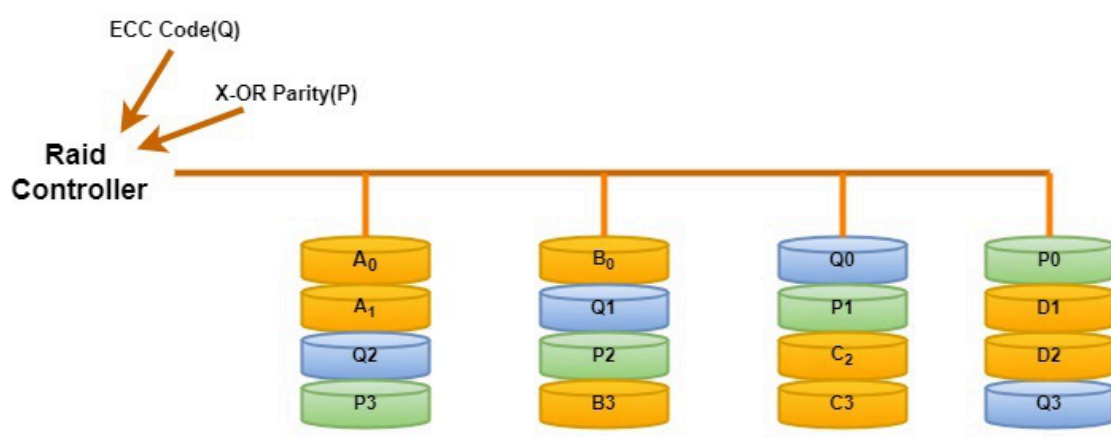 ECC Code(Q)
X-OR Parity(P)
Raid
Controller
A₀ B₀ Q0 P0
A₁ Q1 P1 D1
Q2 P2 C₂ D2
P3 B3 C3 Q3